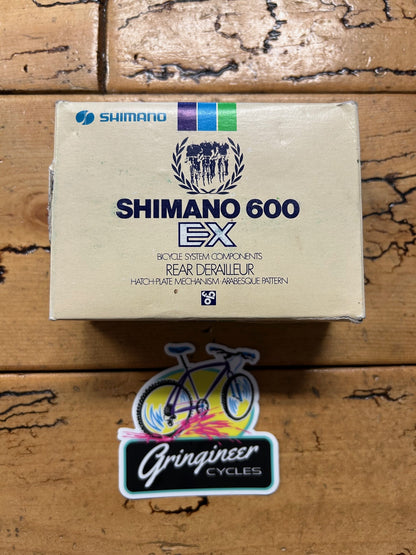 SHIMANO
SHIMANO 600
EX
BICYCLE SYSTEM COMPONENTS
REAR DERAILLEUR
HATCH-PLATE MECHANISM·ARABESQUE PATTERN
Gringineer
CYCLES